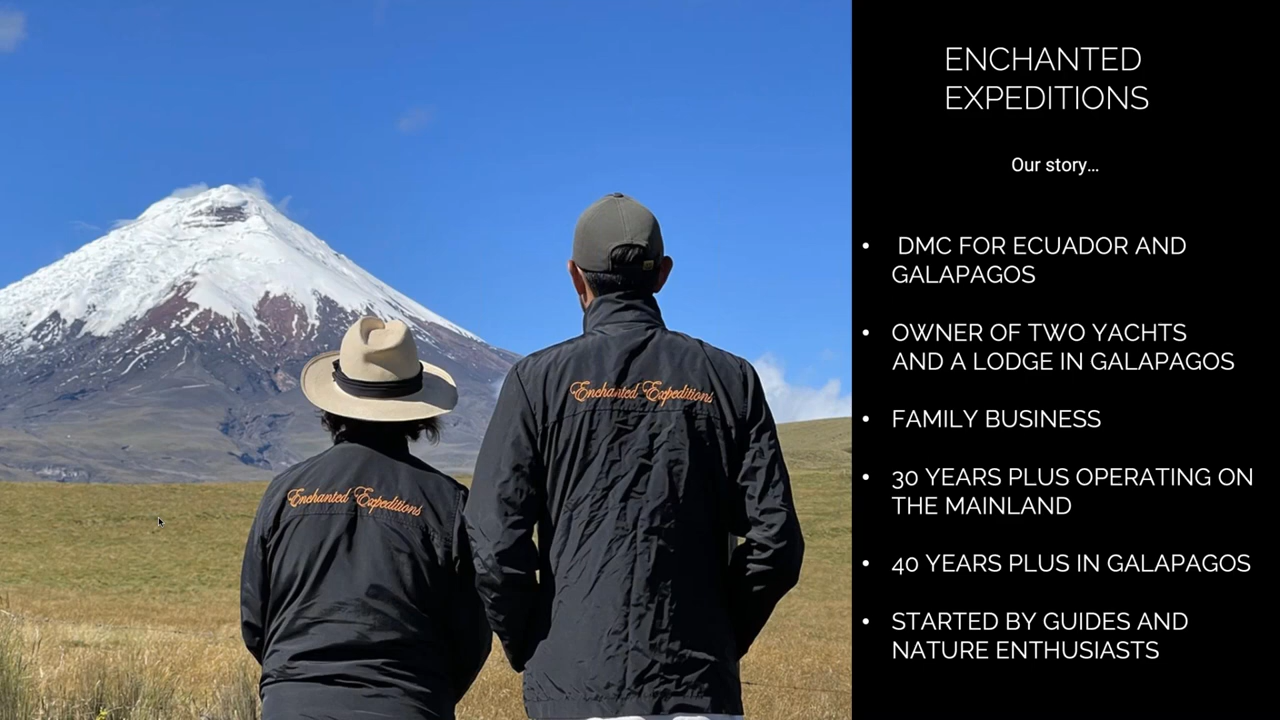 ENCHANTED
EXPEDITIONS
Our story...
• DMC FOR ECUADOR AND
GALAPAGOS
• OWNER OF TWO YACHTS
AND A LODGE IN GALAPAGOS
• FAMILY BUSINESS
• 30 YEARS PLUS OPERATING ON
THE MAINLAND
• 40 YEARS PLUS IN GALAPAGOS
• STARTED BY GUIDES AND
NATURE ENTHUSIASTS
Enchanted Expeditions
Enchanted Expeditions